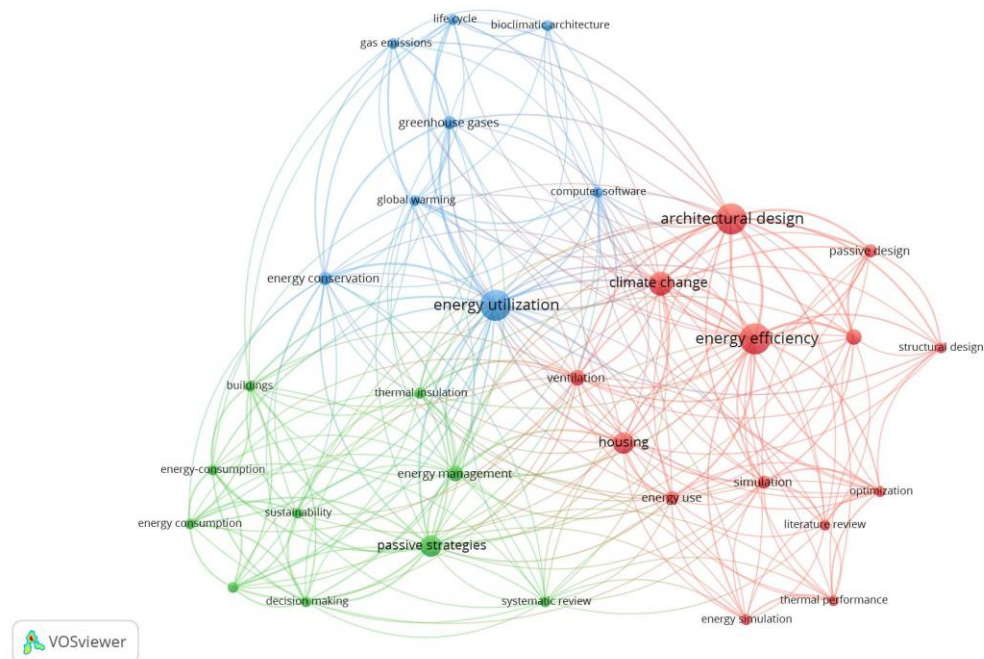 life cycle
bioclimatic architecture
gas emissions
greenhouse gases
global warming
computer software
architectural design
passive design
energy conservation
climate change
energy utilization
energy efficiency
structural design
ventilation
buildings
thermal insulation
housing
energy-consumption
energy management
simulation
optimization
energy use
sustainability
energy consumption
literature review
passive strategies
decision making
systematic review
thermal performance
energy simulation
VOSviewer